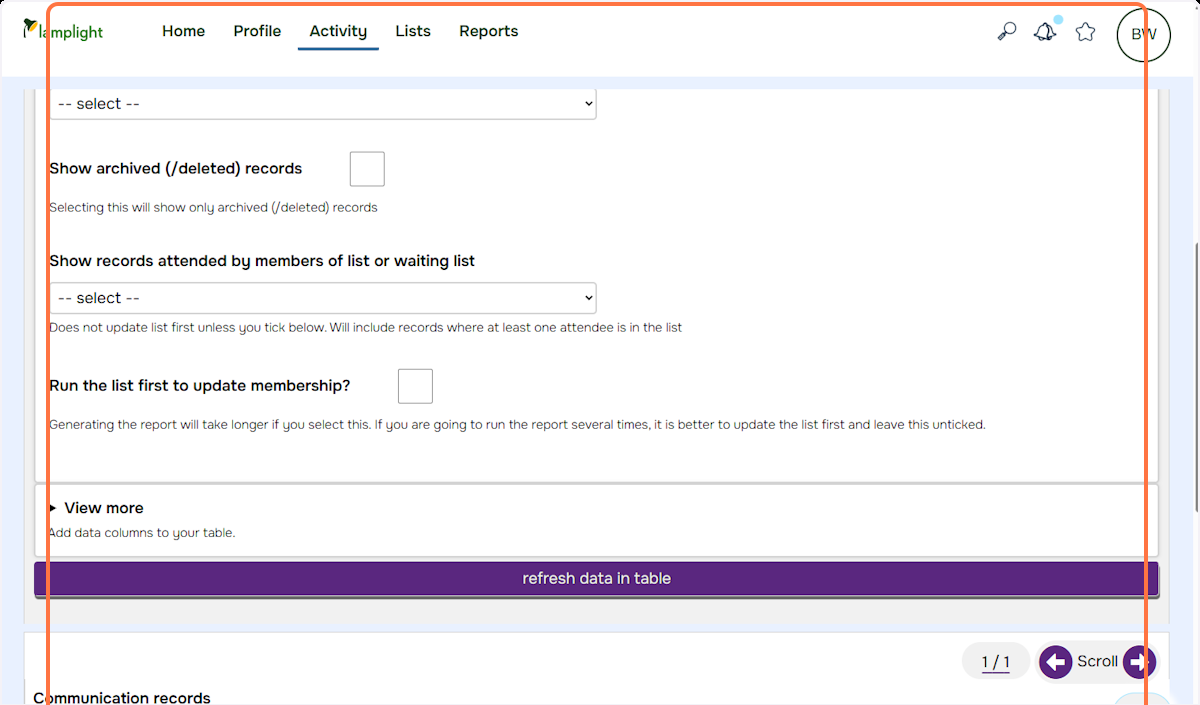 lamplight
Home Profile Activity Lists Reports
BW
-- select --
Show archived (/deleted) records
Selecting this will show only archived (/deleted) records
Show records attended by members of list or waiting list
-- select --
Does not update list first unless you tick below. Will include records where at least one attendee is in the list
Run the list first to update membership?
Generating the report will take longer if you select this. If you are going to run the report several times, it is better to update the list first and leave this unticked.
View more
Add data columns to your table.
refresh data in table
1 / 1 Scroll
Communication records